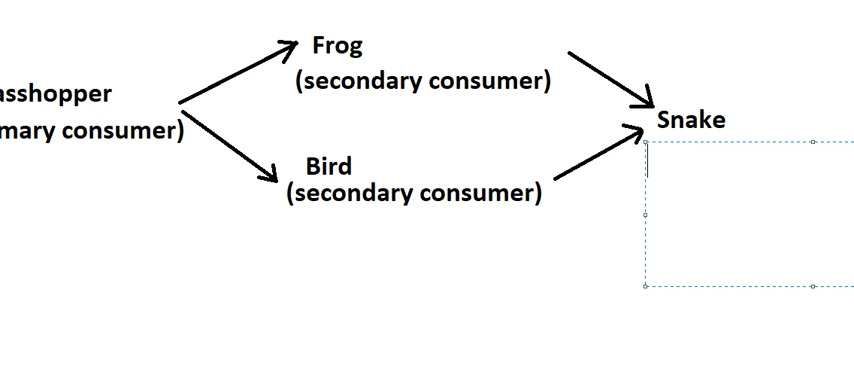 Frog
(secondary consumer)
asshopper
mary consumer)
Snake
Bird
(secondary consumer)